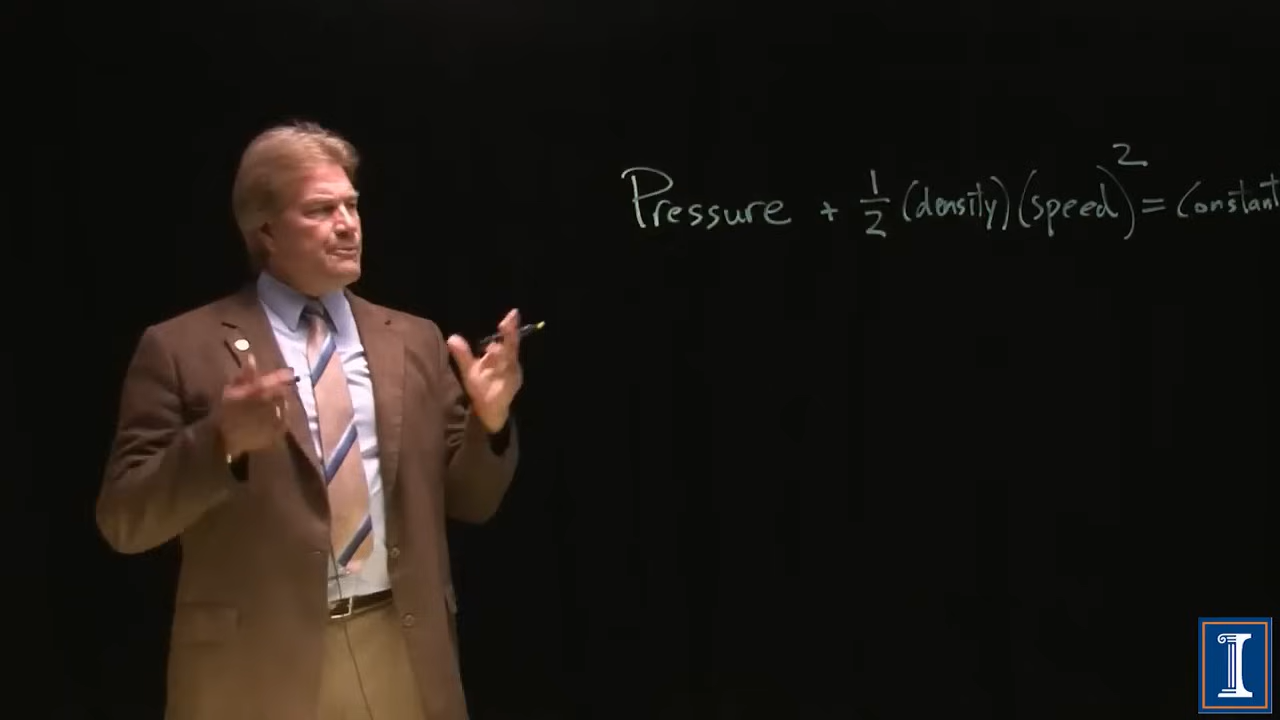 Pressure + 1/2 (density)(speed)² = Constant
I